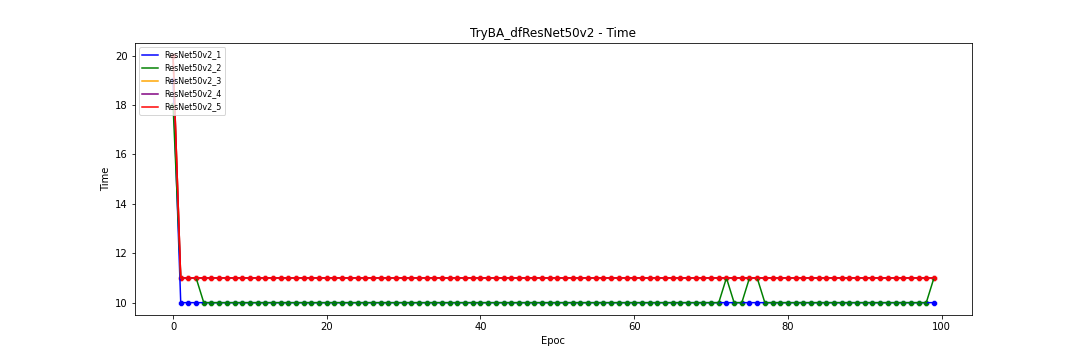 TryBA_dfResNet50v2 - Time
ResNet50v2_1
ResNet50v2_2
ResNet50v2_3
ResNet50v2_4
ResNet50v2_5
20
18
16
14
12
10
Time
0
20
40
60
80
100
Epoc